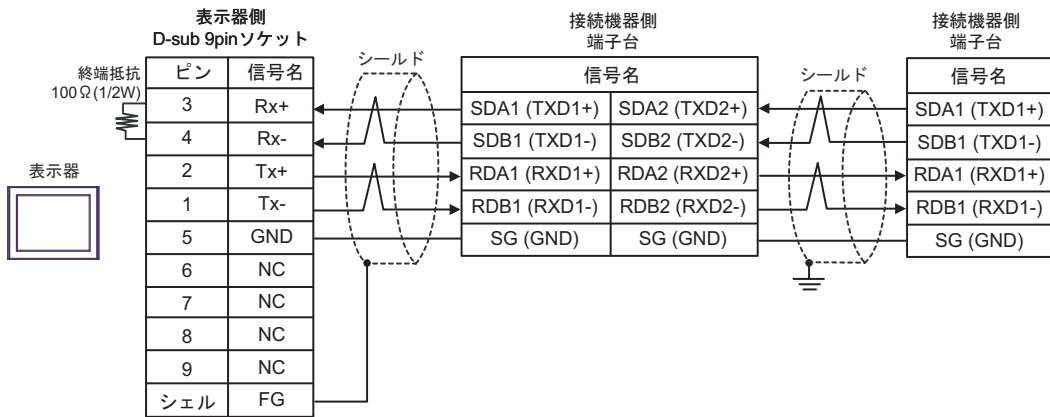 表示器側
D-sub 9pinソケット
接続機器側
端子台
接続機器側
端子台
終端抵抗
100Ω(1/2W)
表示器
シールド
シールド
ピン 信号名
3 Rx+
4 Rx-
2 Tx+
1 Tx-
5 GND
6 NC
7 NC
8 NC
9 NC
シェル FG
信号名
SDA1 (TXD1+) SDA2 (TXD2+)
SDB1 (TXD1-) SDB2 (TXD2-)
RDA1 (RXD1+) RDA2 (RXD2+)
RDB1 (RXD1-) RDB2 (RXD2-)
SG (GND) SG (GND)
信号名
SDA1 (TXD1+)
SDB1 (TXD1-)
RDA1 (RXD1+)
RDB1 (RXD1-)
SG (GND)